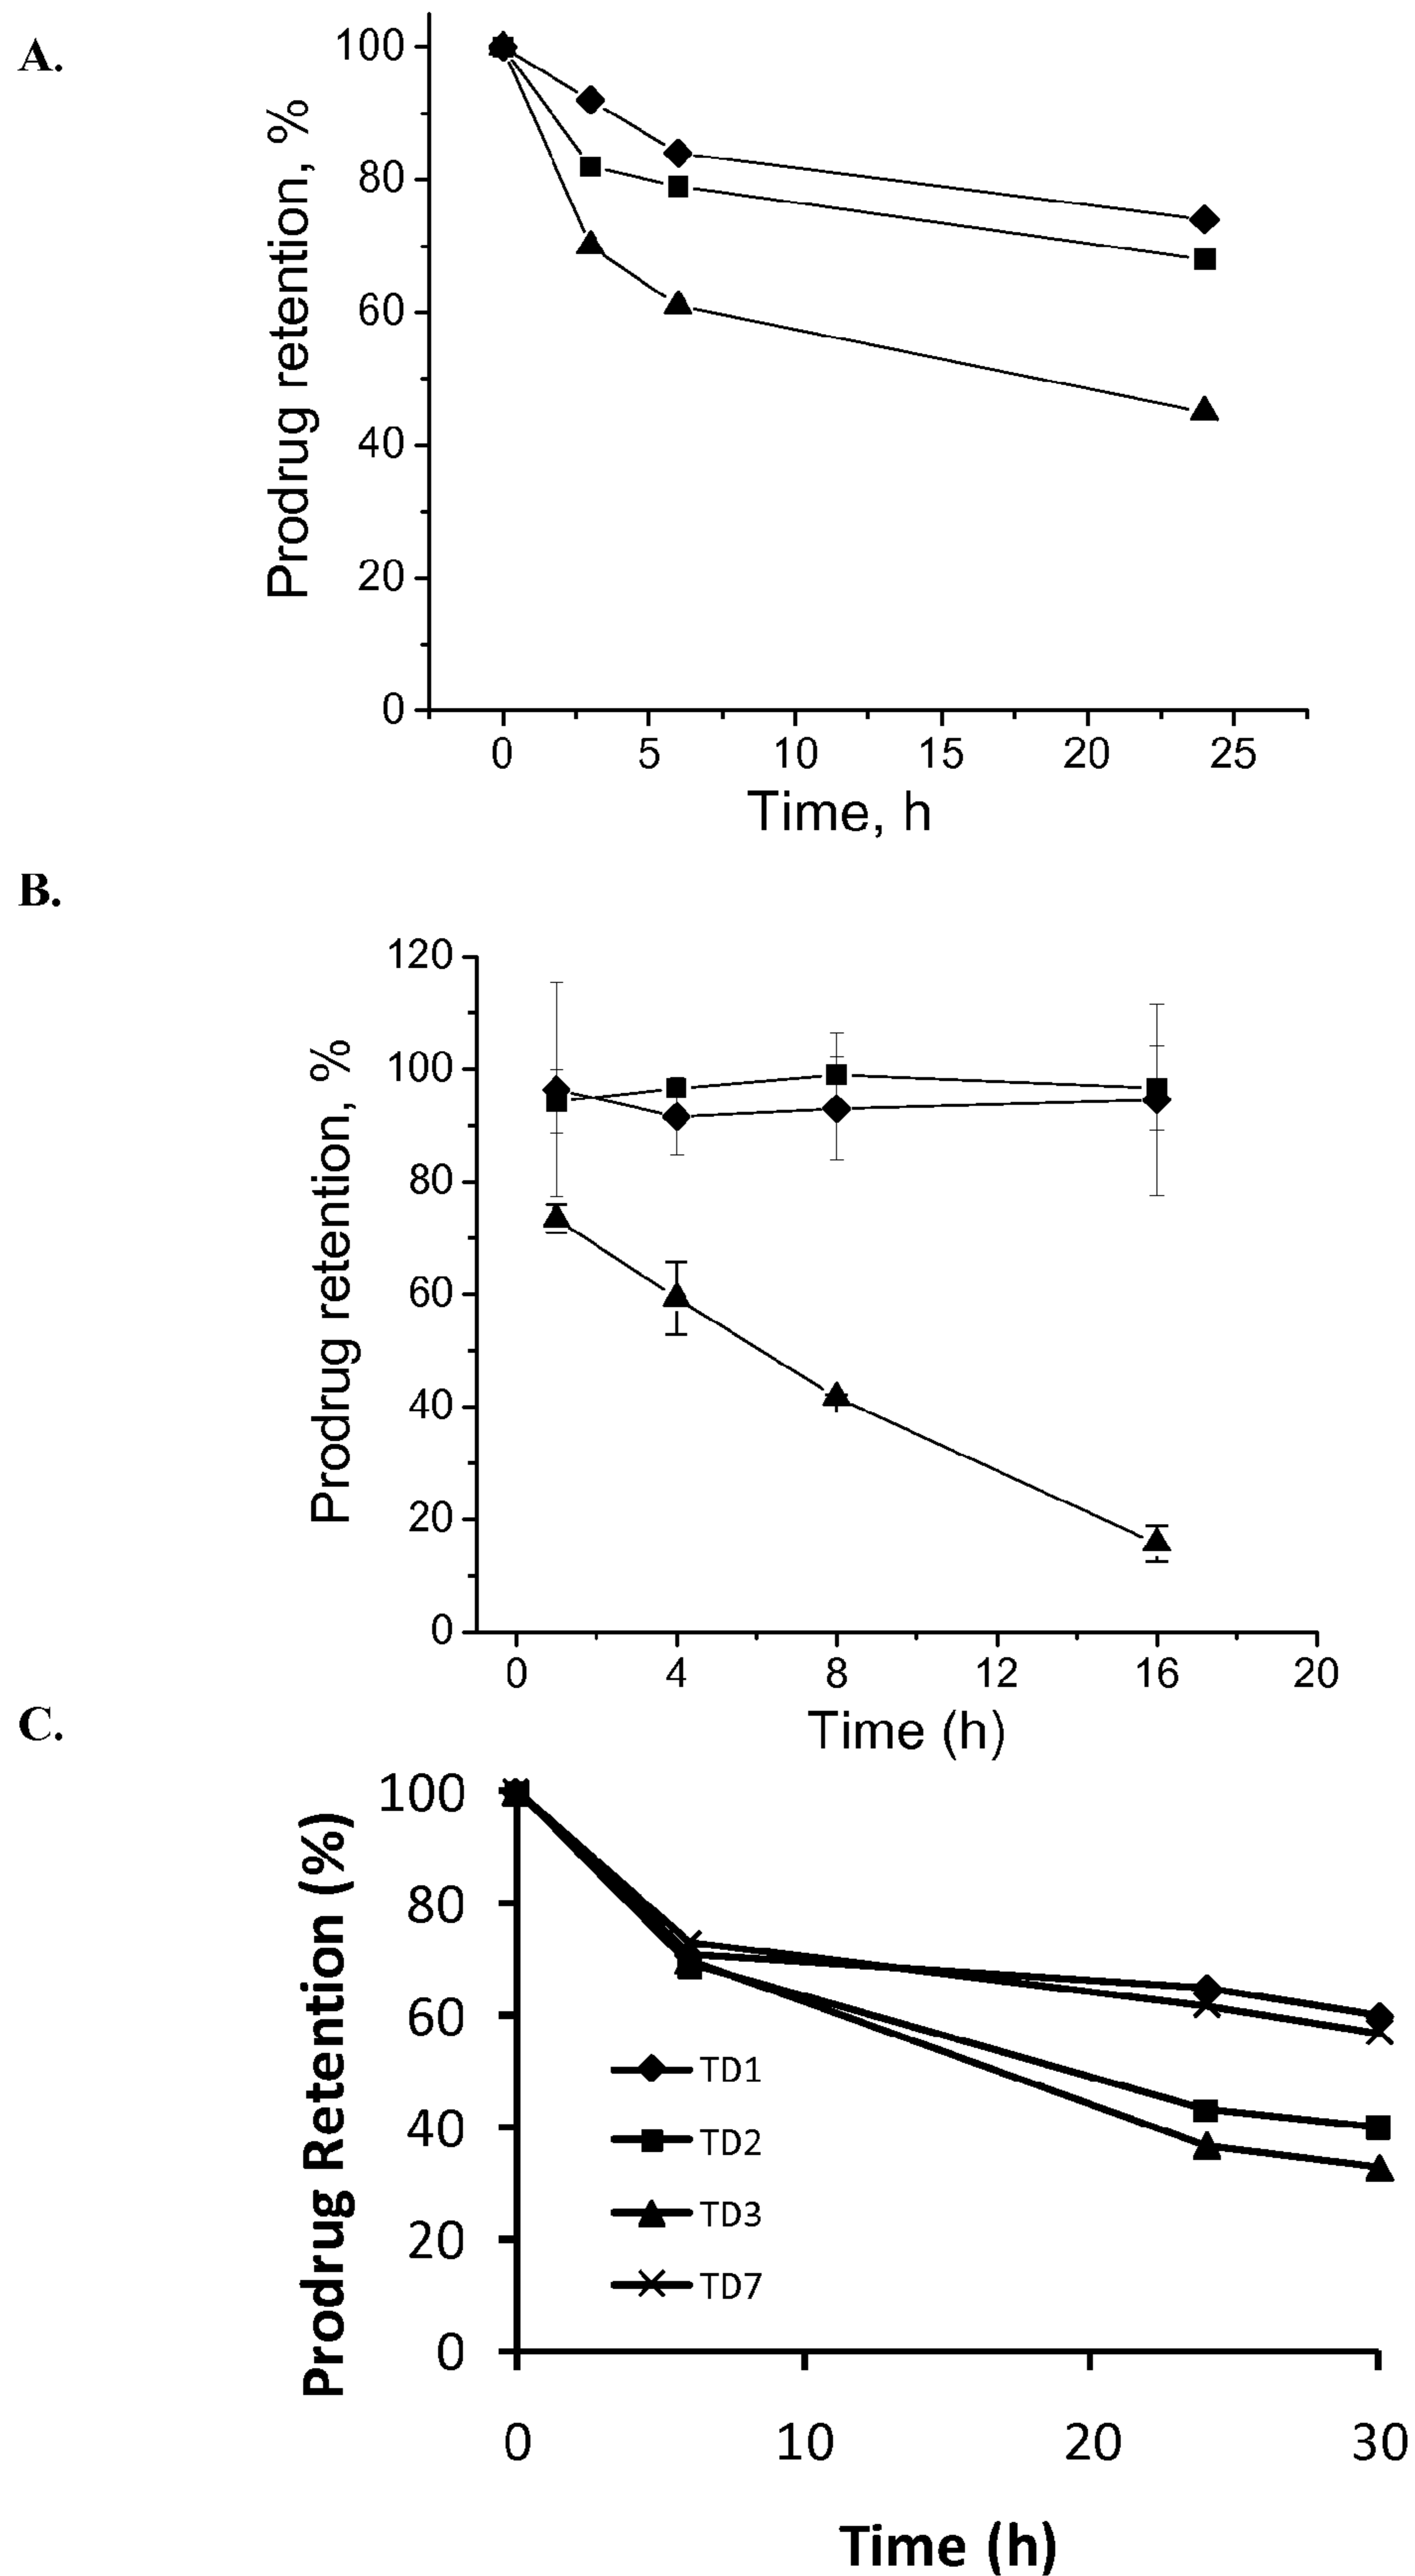 A.
Prodrug retention, %
100
80
60
40
20
0
0 5 10 15 20 25
Time, h
B.
Prodrug retention, %
120
100
80
60
40
20
0
0 4 8 12 16 20
Time (h)
C.
Prodrug Retention (%)
100
80
60
40
20
0
TD1
TD2
TD3
TD7
0 10 20 30
Time (h)